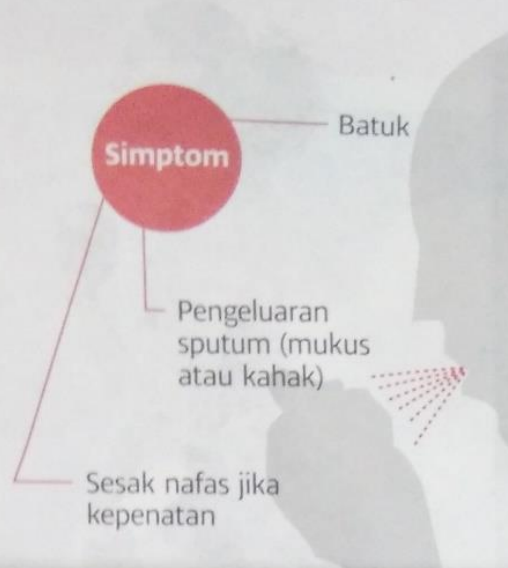 Simptom
Batuk
Pengeluaran
sputum (mukus
atau kahak)
Sesak nafas jika
kepenatan